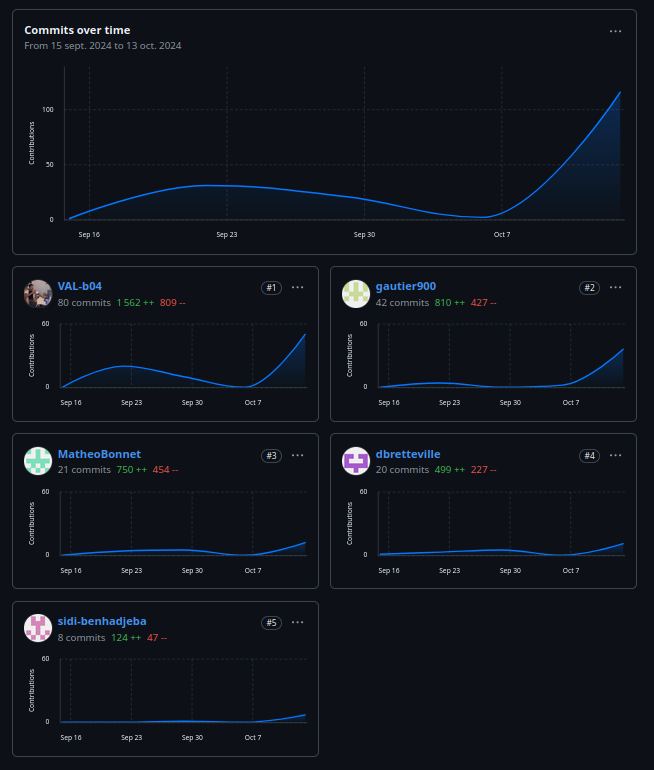 Commits over time
From 15 sept. 2024 to 13 oct. 2024
Contributions
100
50
0
Sep 16
Sep 23
Sep 30
Oct 7
VAL-b04
#1
80 commits 1 562 ++ 809 --
Contributions
60
0
Sep 16
Sep 23
Sep 30
Oct 7
gautier900
#2
42 commits 810 ++ 427 --
Contributions
60
0
Sep 16
Sep 23
Sep 30
Oct 7
MatheoBonnet
#3
21 commits 750 ++ 454 --
Contributions
60
0
Sep 16
Sep 23
Sep 30
Oct 7
dbretteville
#4
20 commits 499 ++ 227 --
Contributions
60
0
Sep 16
Sep 23
Sep 30
Oct 7
sidi-benhadjeba
#5
8 commits 124 ++ 47 --
Contributions
60
0
Sep 16
Sep 23
Sep 30
Oct 7